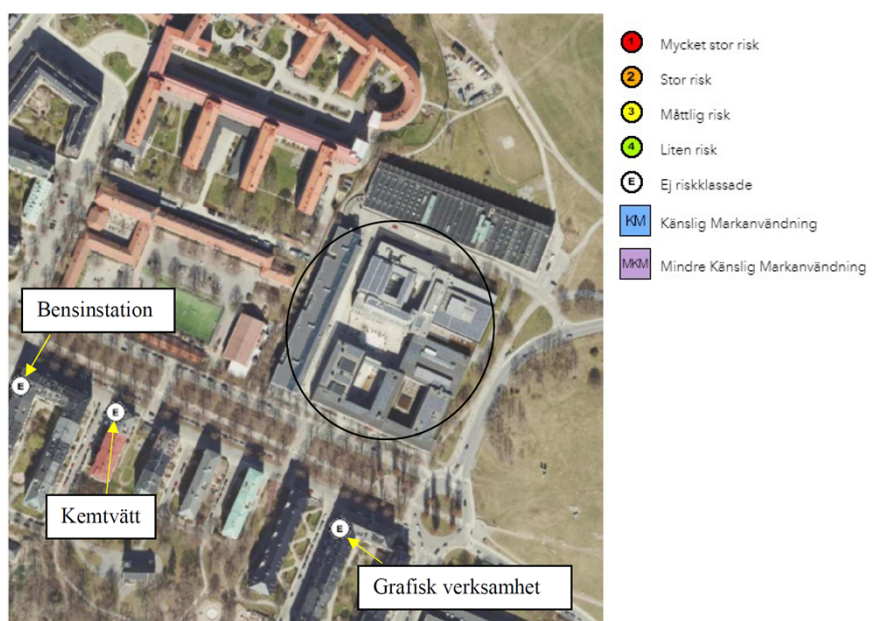 1 Mycket stor risk
2 Stor risk
3 Måttlig risk
4 Liten risk
E Ej riskklassade
KM Känslig Markanvändning
MKM Mindre Känslig Markanvändning
Bensinstation
E
E
Kemtvätt
E
Grafisk verksamhet